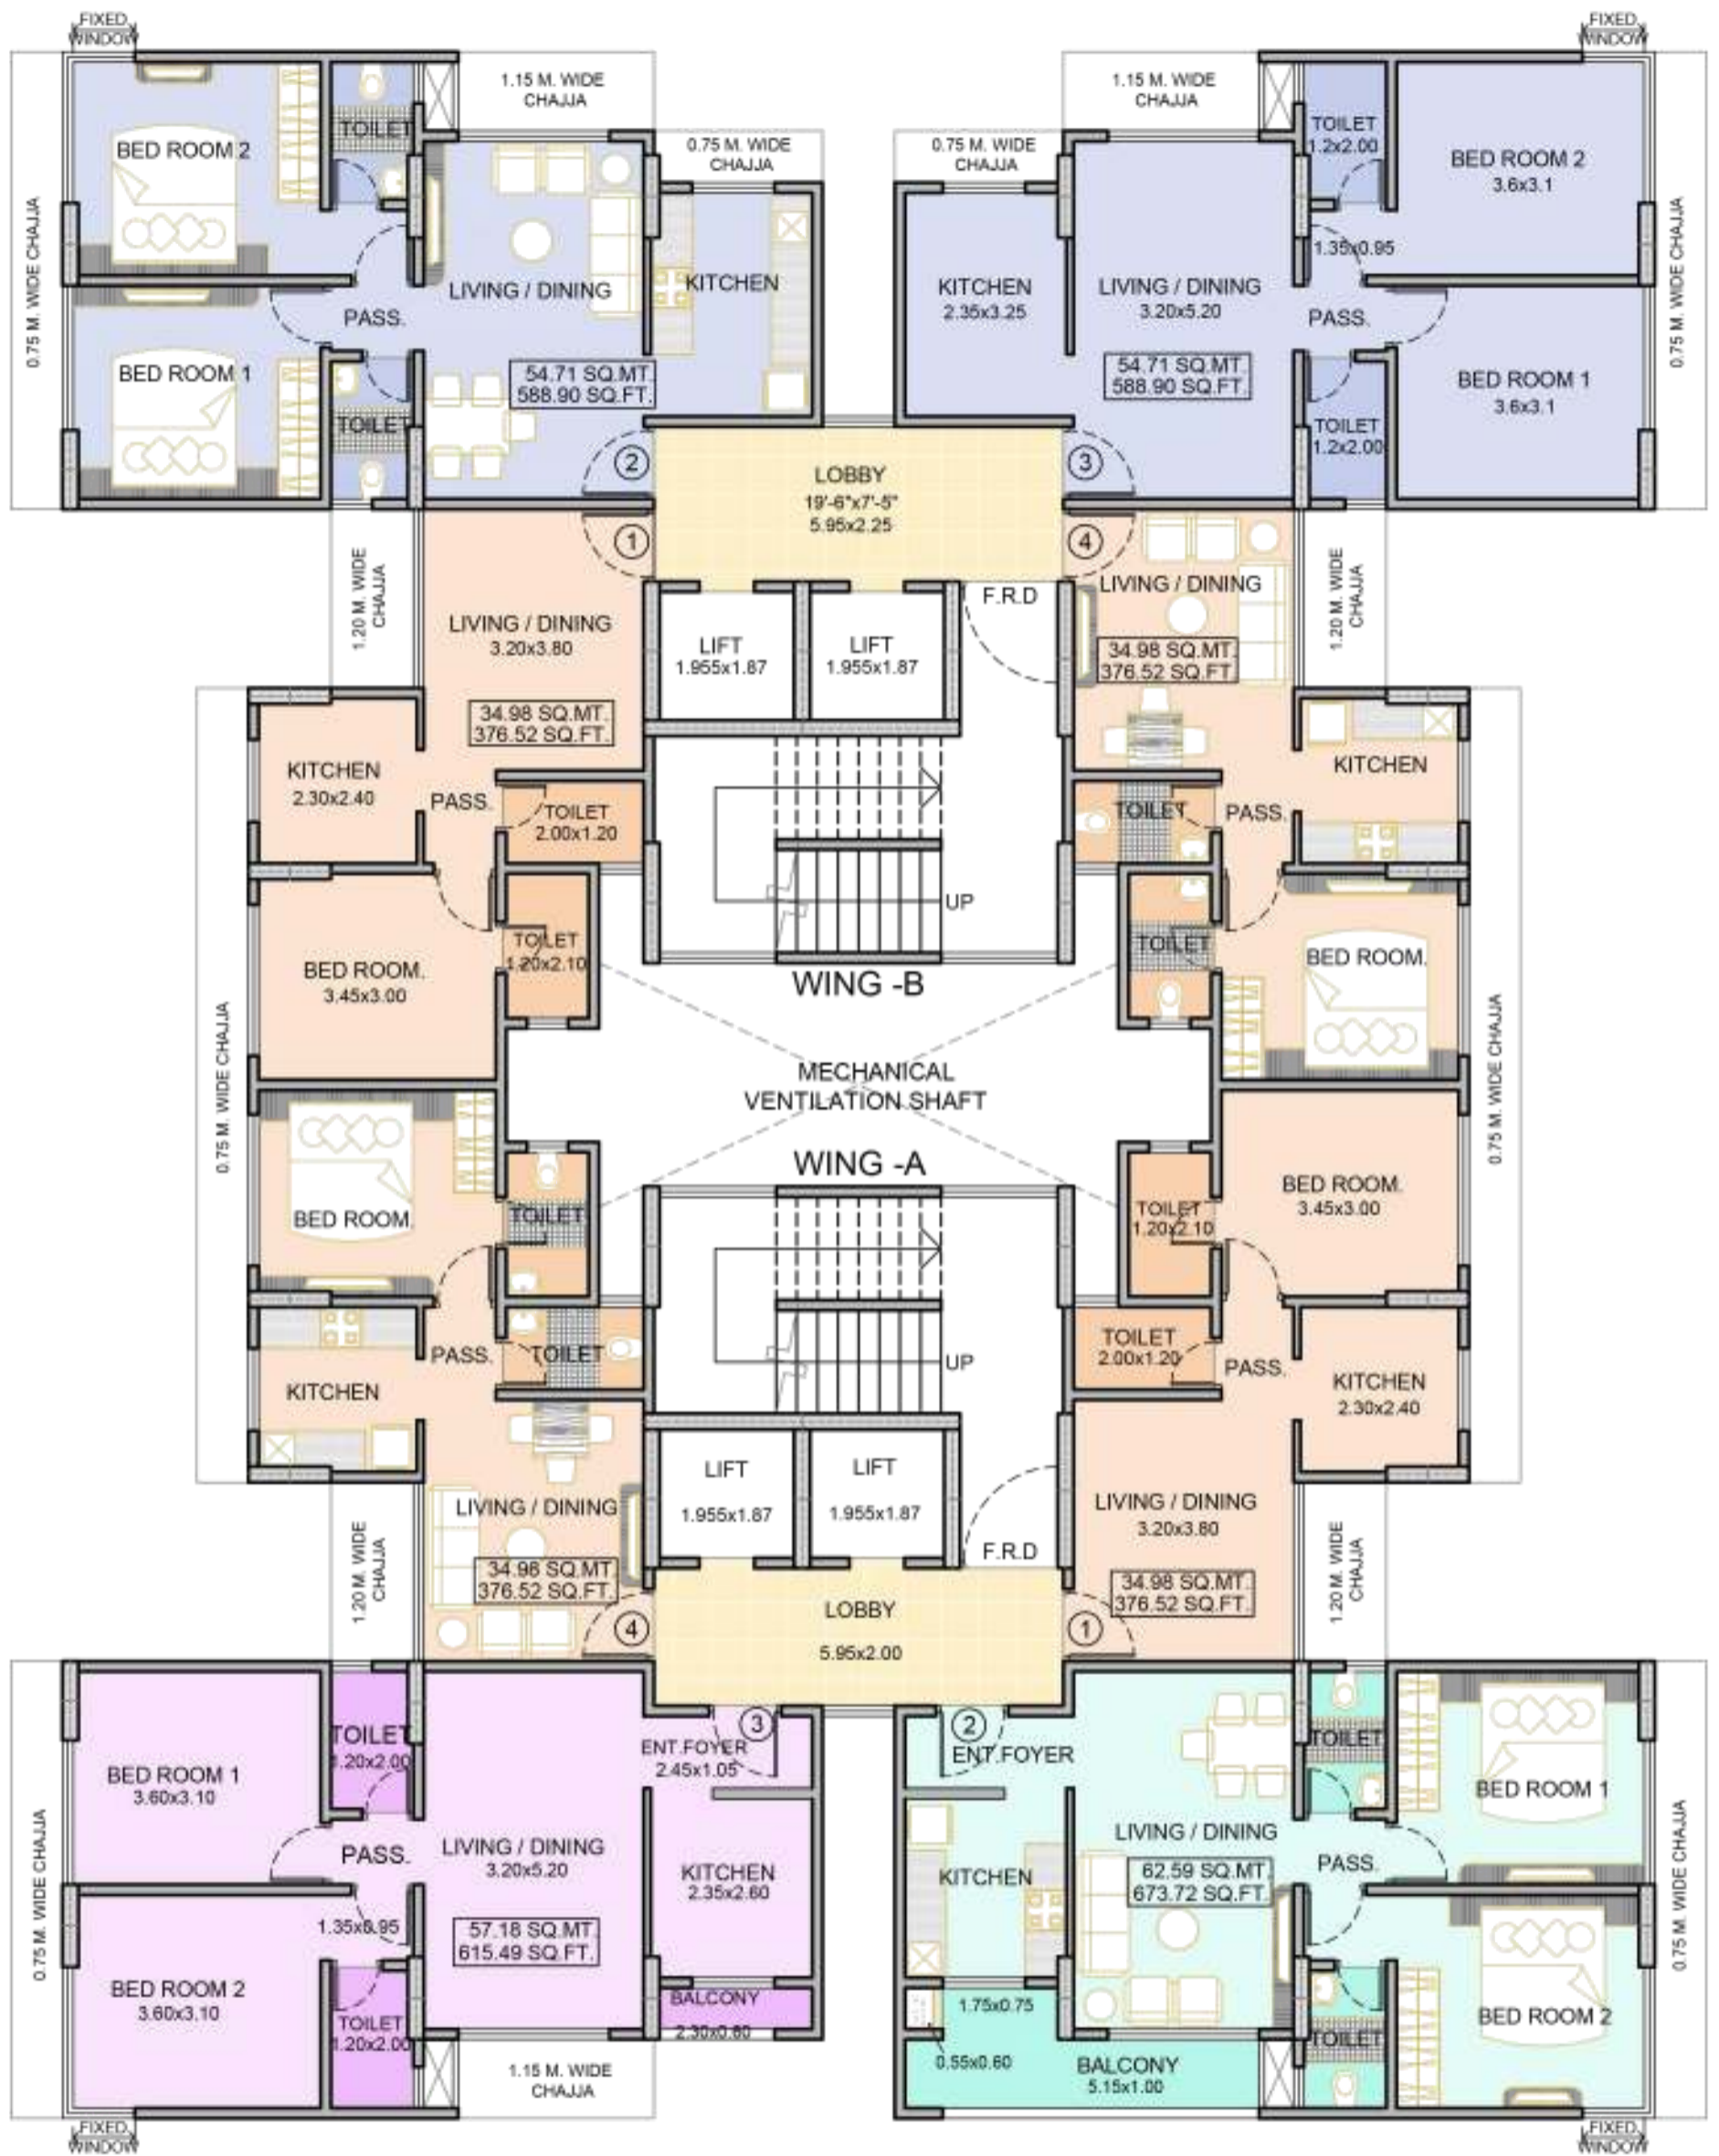 FIXED
WINDOW
FIXED
WINDOW
1.15 M. WIDE
CHAJJA
1.15 M. WIDE
CHAJJA
0.75 M. WIDE
CHAJJA
0.75 M. WIDE
CHAJJA
0.75 M. WIDE CHAJJA
0.75 M. WIDE CHAJJA
BED ROOM 2
TOILET
TOILET
1.2x2.00
BED ROOM 2
3.6x3.1
1.35x0.95
LIVING / DINING
KITCHEN
KITCHEN
2.35x3.25
LIVING / DINING
3.20x5.20
PASS.
PASS.
BED ROOM 1
54.71 SQ.MT.
588.90 SQ.FT.
54.71 SQ.MT.
588.90 SQ.FT.
BED ROOM 1
3.6x3.1
TOILET
TOILET
1.2x2.00
2
LOBBY
19'-6"x7'-5"
5.95x2.25
3
1
4
1.20 M. WIDE
CHAJJA
1.20 M. WIDE
CHAJJA
LIVING / DINING
3.20x3.80
LIFT
1.955x1.87
LIFT
1.955x1.87
F.R.D
LIVING / DINING
34.98 SQ.MT.
376.52 SQ.FT.
34.98 SQ.MT.
376.52 SQ.FT.
KITCHEN
2.30x2.40
PASS.
TOILET
2.00x1.20
TOILET
PASS.
KITCHEN
UP
BED ROOM.
3.45x3.00
TOILET
1.20x2.10
TOILET
BED ROOM.
WING -B
0.75 M. WIDE CHAJJA
0.75 M. WIDE CHAJJA
MECHANICAL
VENTILATION SHAFT
WING -A
BED ROOM.
TOILET
TOILET
1.20x2.10
BED ROOM.
3.45x3.00
KITCHEN
PASS.
TOILET
UP
TOILET
2.00x1.20
PASS.
KITCHEN
2.30x2.40
LIVING / DINING
LIFT
1.955x1.87
LIFT
1.955x1.87
F.R.D
LIVING / DINING
3.20x3.80
34.98 SQ.MT.
376.52 SQ.FT.
34.98 SQ.MT.
376.52 SQ.FT.
1.20 M. WIDE
CHAJJA
1.20 M. WIDE
CHAJJA
4
LOBBY
5.95x2.00
1
3
2
ENT.FOYER
2.45x1.05
ENT.FOYER
TOILET
1.20x2.00
TOILET
BED ROOM 1
3.60x3.10
BED ROOM 1
PASS.
LIVING / DINING
3.20x5.20
KITCHEN
2.35x2.60
KITCHEN
LIVING / DINING
62.59 SQ.MT.
673.72 SQ.FT.
PASS.
0.75 M. WIDE CHAJJA
0.75 M. WIDE CHAJJA
1.35x0.95
57.18 SQ.MT.
615.49 SQ.FT.
BED ROOM 2
3.60x3.10
TOILET
1.20x2.00
BALCONY
2.30x0.60
1.75x0.75
0.55x0.60
BALCONY
5.15x1.00
TOILET
BED ROOM 2
1.15 M. WIDE
CHAJJA
FIXED
WINDOW
FIXED
WINDOW